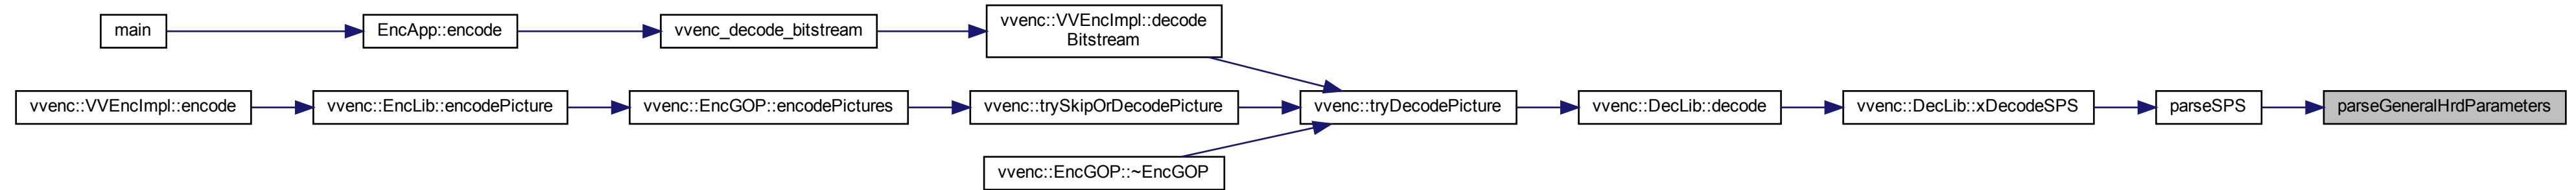 main
EncApp::encode
vvenc_decode_bitstream
vvenc::VVEncImpl::decode
Bitstream
vvenc::VVEncImpl::encode
vvenc::EncLib::encodePicture
vvenc::EncGOP::encodePictures
vvenc::trySkipOrDecodePicture
vvenc::tryDecodePicture
vvenc::DecLib::decode
vvenc::DecLib::xDecodeSPS
parseSPS
parseGeneralHrdParameters
vvenc::EncGOP::~EncGOP